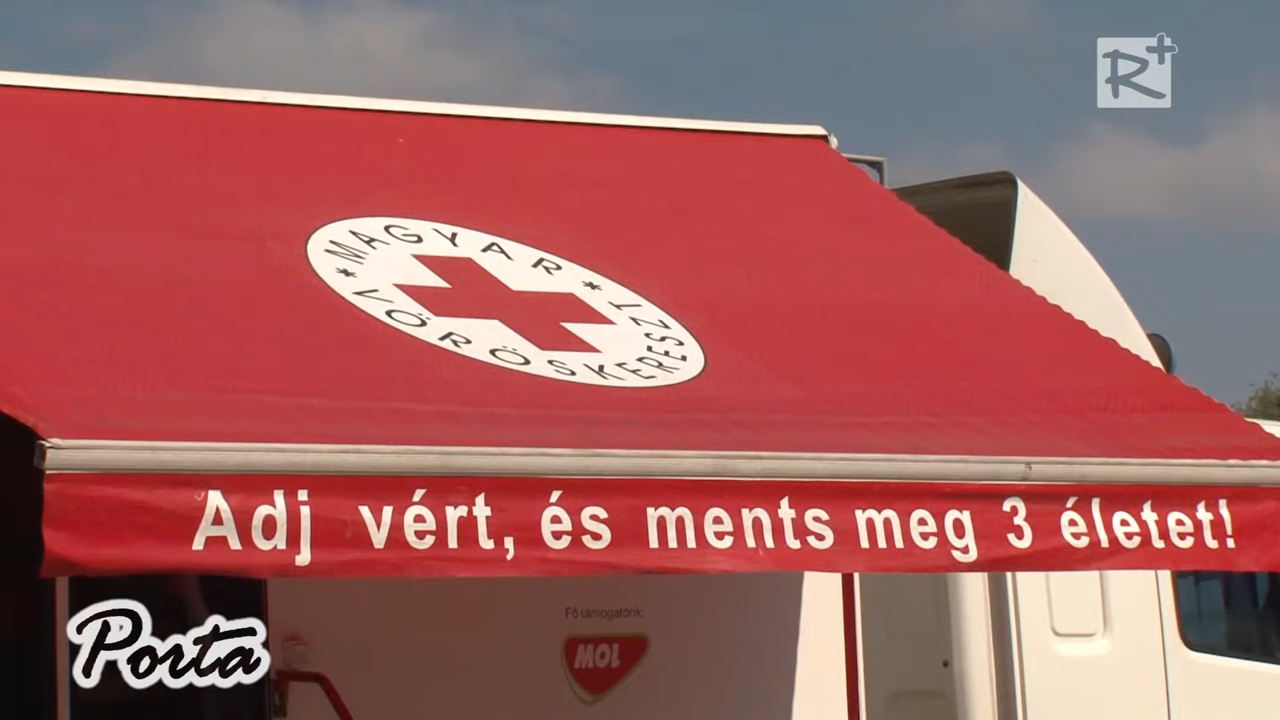 R+
MAGYAR
VÖRÖSKERESZT
Adj vért, és ments meg 3 életet!
Fő támogatónk:
MOL
Porta